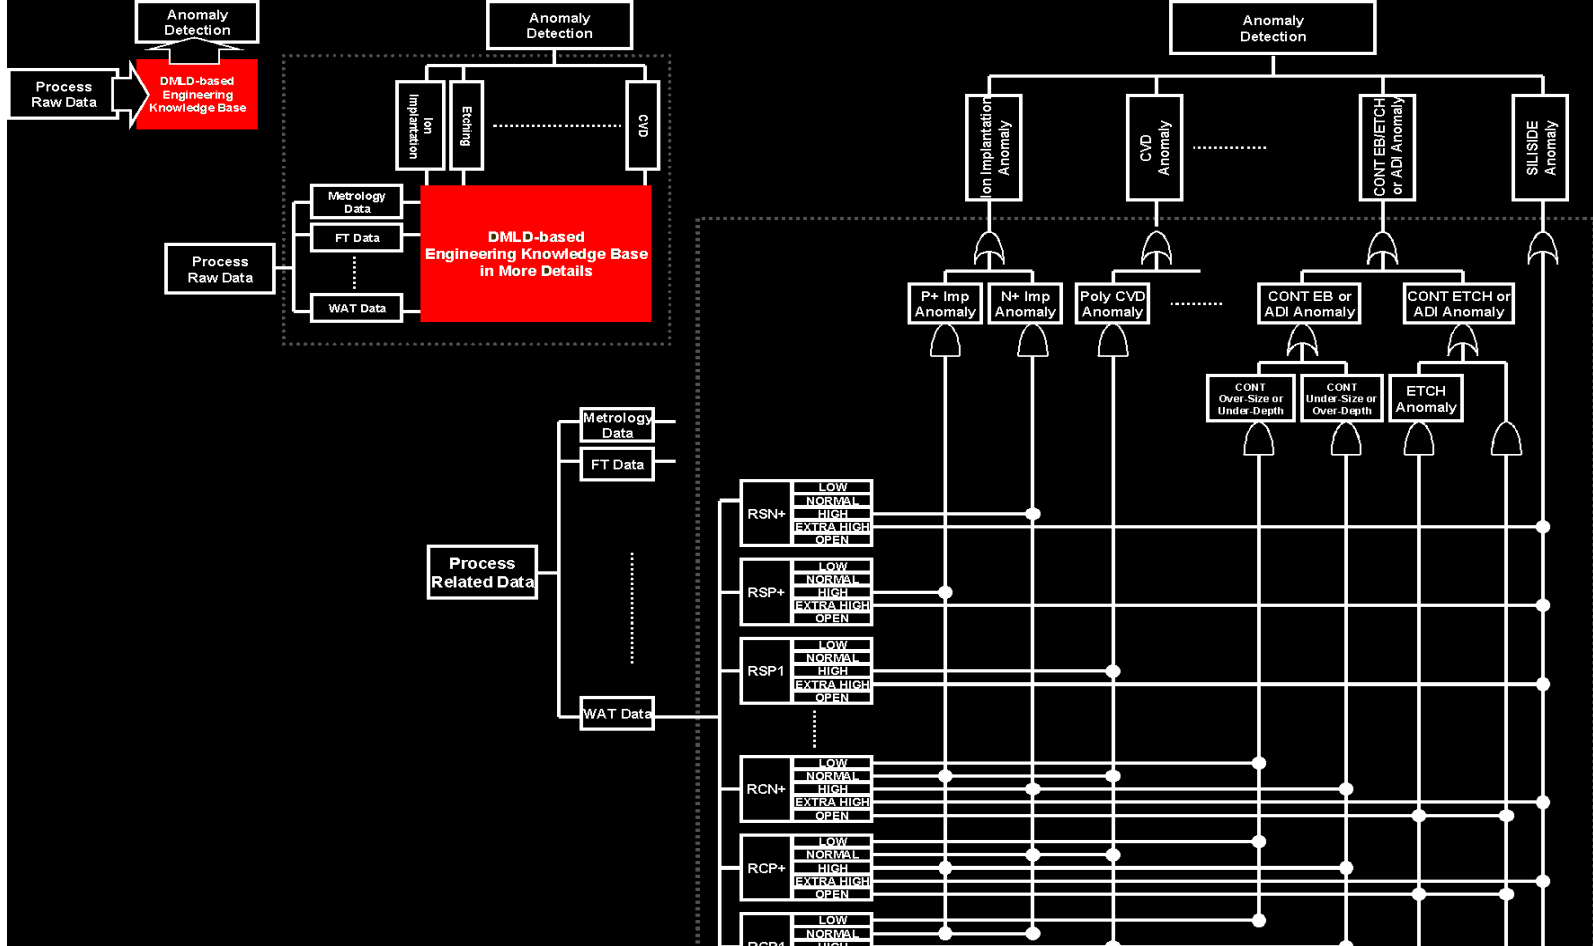 Anomaly
Detection
Process
Raw Data
DMLD-based
Engineering
Knowledge Base
Anomaly
Detection
Ion
Implantation
Etching
CVD
Metrology
Data
FT Data
WAT Data
Process
Raw Data
DMLD-based
Engineering Knowledge Base
in More Details
Anomaly
Detection
Ion Implantation
Anomaly
CVD
Anomaly
CONT EB/ETCH
or ADI Anomaly
SILISIDE
Anomaly
P+ Imp
Anomaly
N+ Imp
Anomaly
Poly CVD
Anomaly
CONT EB or
ADI Anomaly
CONT ETCH or
ADI Anomaly
CONT
Over-Size or
Under-Depth
CONT
Under-Size or
Over-Depth
ETCH
Anomaly
Process
Related Data
Metrology
Data
FT Data
WAT Data
RSN+
LOW
NORMAL
HIGH
EXTRA HIGH
OPEN
RSP+
LOW
NORMAL
HIGH
EXTRA HIGH
OPEN
RSP1
LOW
NORMAL
HIGH
EXTRA HIGH
OPEN
RCN+
LOW
NORMAL
HIGH
EXTRA HIGH
OPEN
RCP+
LOW
NORMAL
HIGH
EXTRA HIGH
OPEN
RCP1
LOW
NORMAL
HIGH